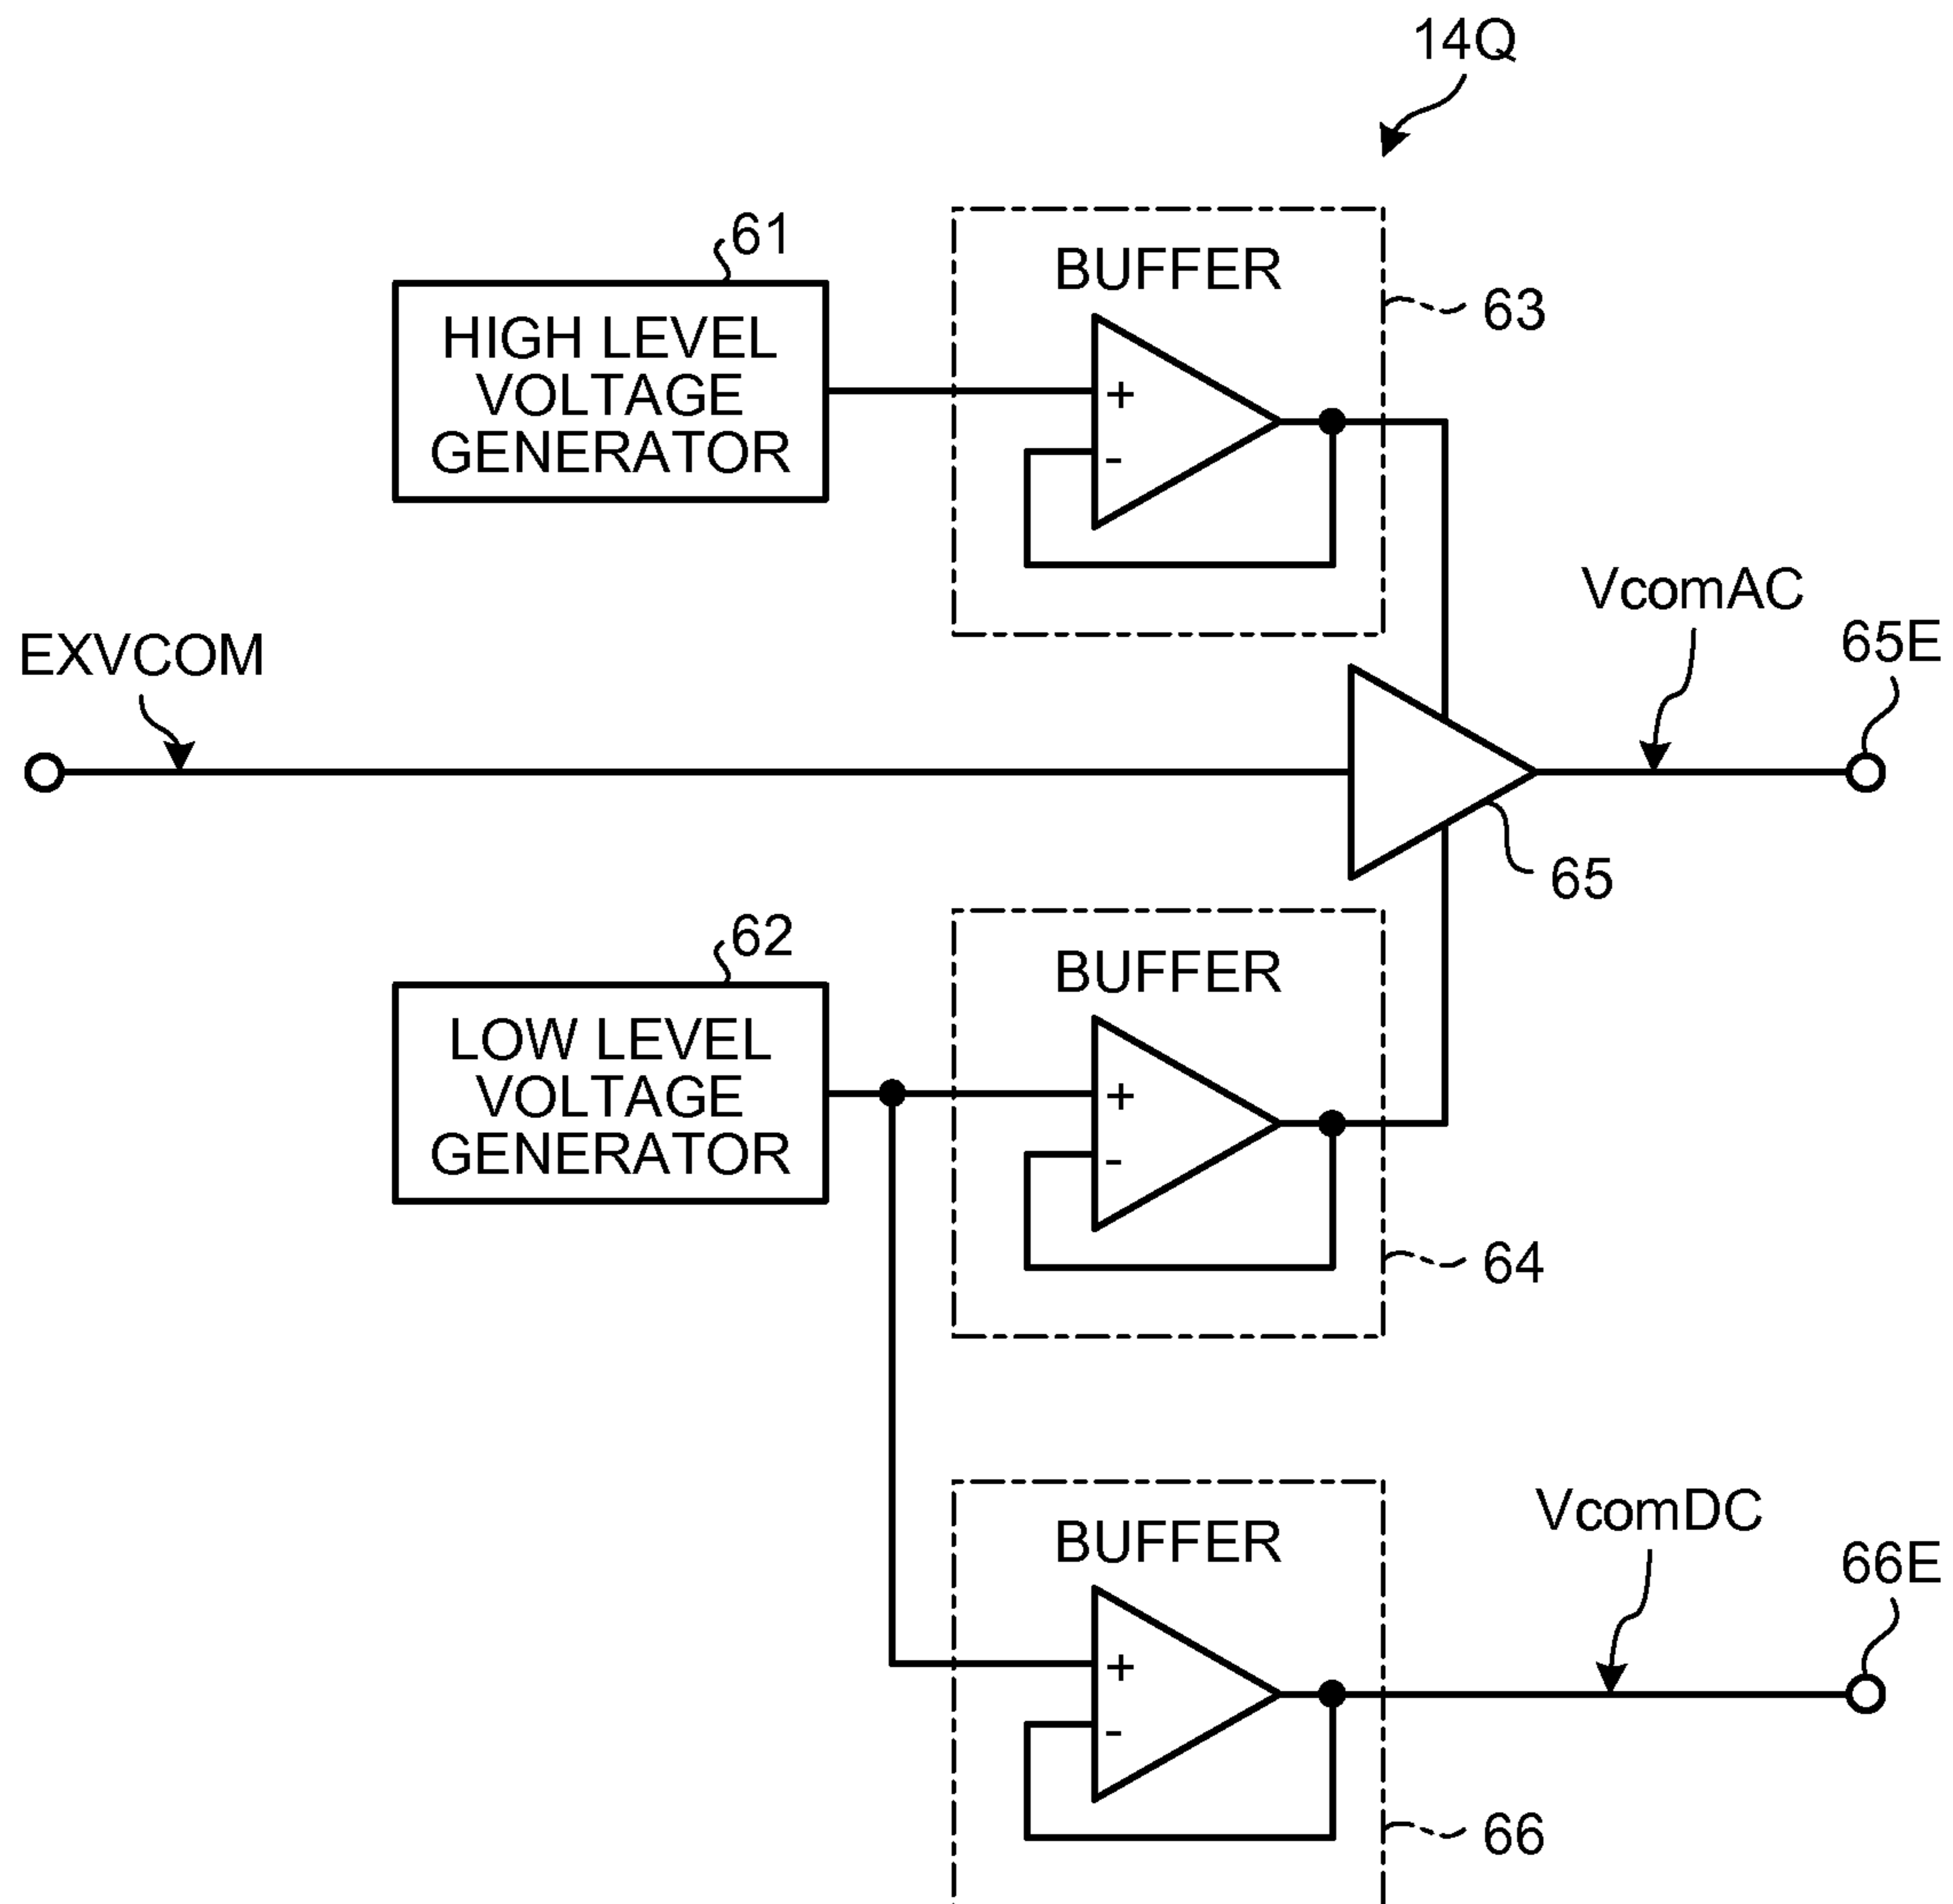 14Q
61
BUFFER
HIGH LEVEL
VOLTAGE
GENERATOR
+
-
63
VcomAC
65E
EXVCOM
65
62
BUFFER
LOW LEVEL
VOLTAGE
GENERATOR
+
-
64
BUFFER
VcomDC
66E
+
-
66